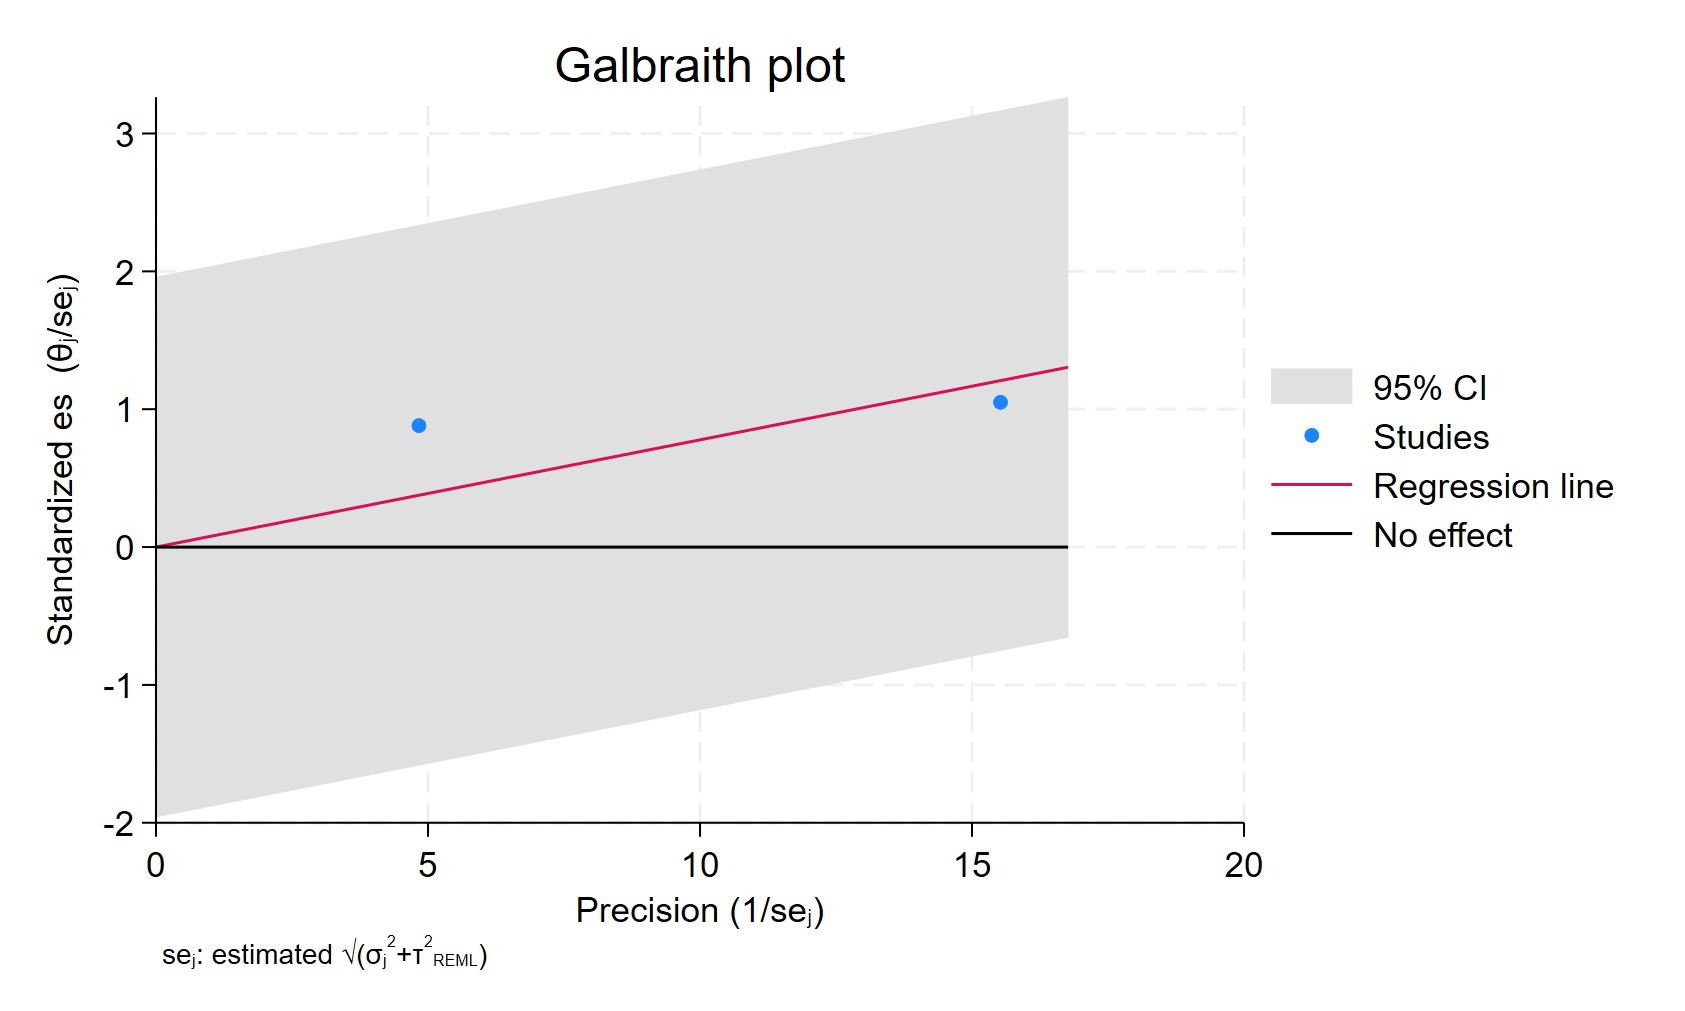 Galbraith plot
Standardized es (θⱼ/seⱼ)
3
2
1
0
-1
-2
0 5 10 15 20
Precision (1/seⱼ)
95% CI
Studies
Regression line
No effect
seⱼ: estimated √(σⱼ²+τ²REML)